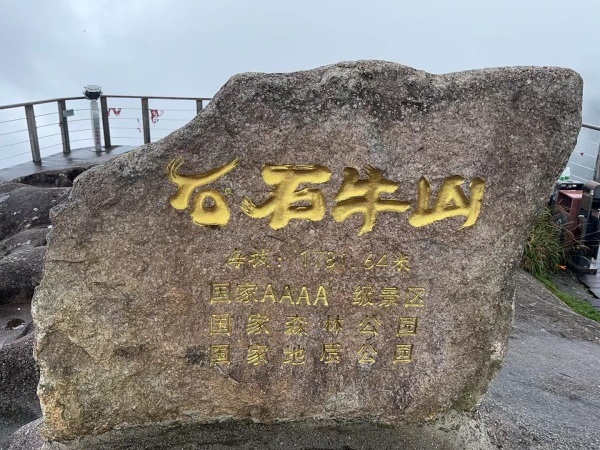 石牛山
海拔：1781.64米
国家AAAA 级景区
国家森林公园
国家地质公园